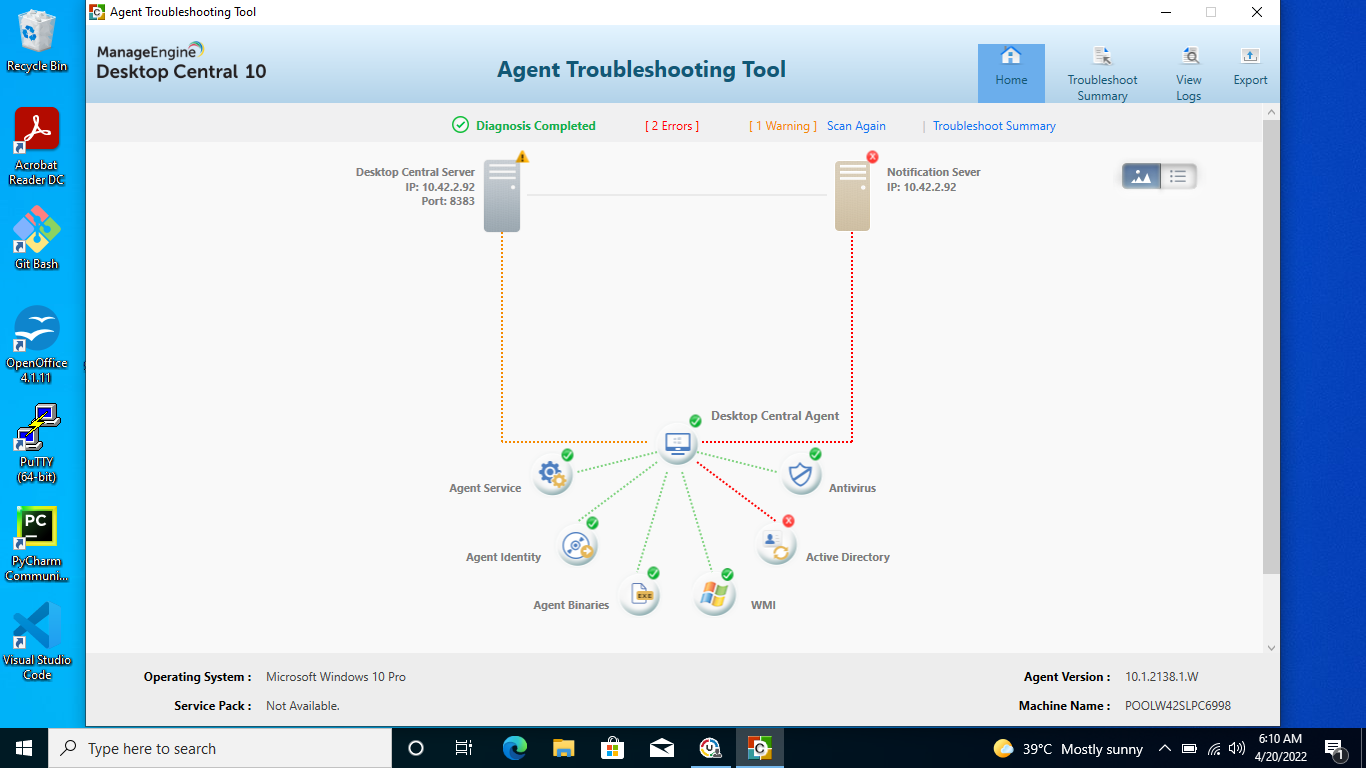 Agent Troubleshooting Tool
ManageEngine
Desktop Central 10
Agent Troubleshooting Tool
Home
Troubleshoot
Summary
View
Logs
Export
Diagnosis Completed
[ 2 Errors ]
[ 1 Warning ]
Scan Again
|
Troubleshoot Summary
Desktop Central Server
IP: 10.42.2.92
Port: 8383
Notification Sever
IP: 10.42.2.92
Desktop Central Agent
Agent Service
Antivirus
Agent Identity
Active Directory
Agent Binaries
EXE
WMI
Operating System :
Microsoft Windows 10 Pro
Service Pack :
Not Available.
Agent Version :
10.1.2138.1.W
Machine Name :
POOLW42SLPC6998
Recycle Bin
Acrobat
Reader DC
Git Bash
OpenOffice
4.1.11
PuTTY
(64-bit)
PC
PyCharm
Communi...
Visual Studio
Code
Type here to search
39°C Mostly sunny
6:10 AM
4/20/2022
1